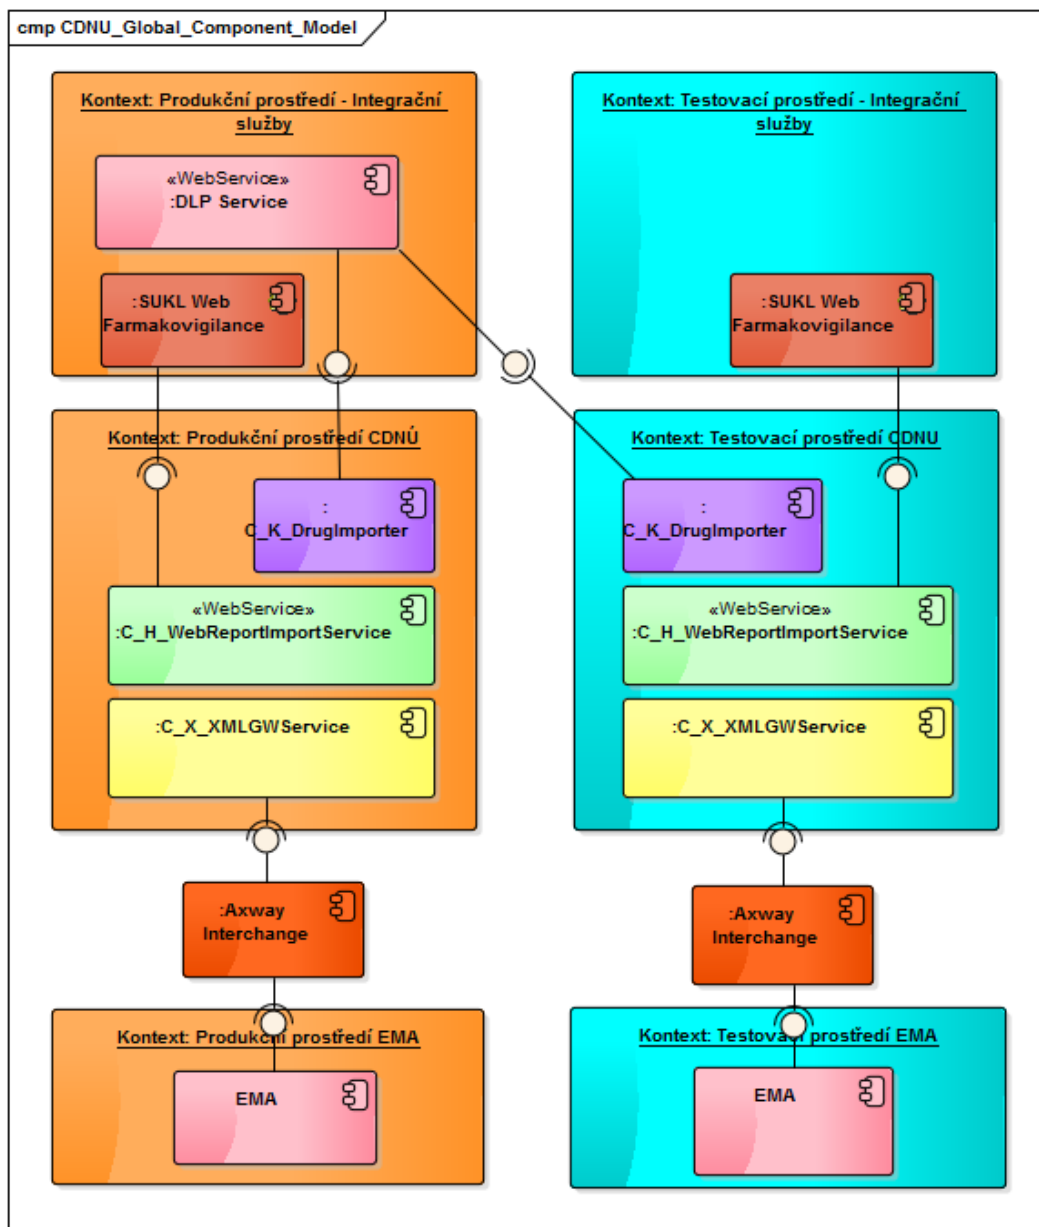 cmp CDNU_Global_Component_Model
Kontext: Produkční prostředí - Integrační
služby
«WebService»
:DLP Service
:SUKL Web
Farmakovigilance
Kontext: Testovací prostředí - Integrační
služby
:SUKL Web
Farmakovigilance
Kontext: Produkční prostředí CDNÚ
:
C_K_DrugImporter
«WebService»
:C_H_WebReportImportService
:C_X_XMLGWService
Kontext: Testovací prostředí CDNU
:
C_K_DrugImporter
«WebService»
:C_H_WebReportImportService
:C_X_XMLGWService
:Axway
Interchange
:Axway
Interchange
Kontext: Produkční prostředí EMA
EMA
Kontext: Testovací prostředí EMA
EMA